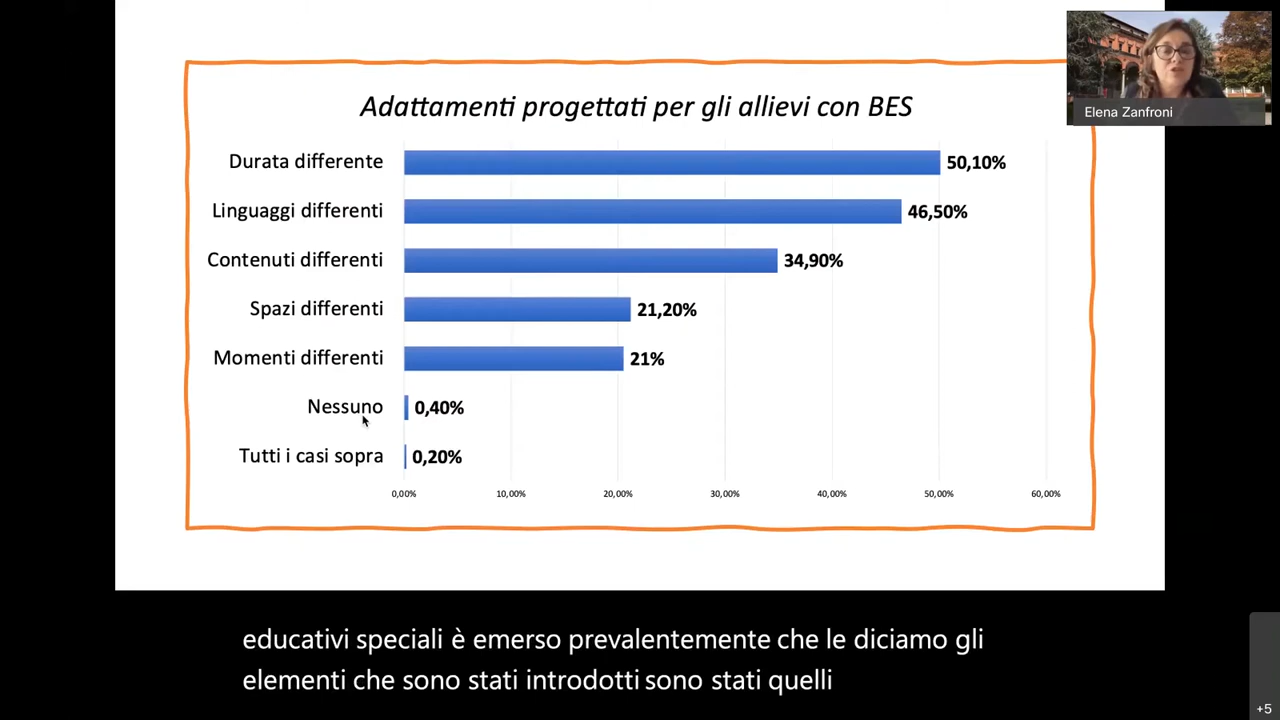 Adattamenti progettati per gli allievi con BES
Elena Zanfroni
Durata differente 50,10%
Linguaggi differenti 46,50%
Contenuti differenti 34,90%
Spazi differenti 21,20%
Momenti differenti 21%
Nessuno 0,40%
Tutti i casi sopra 0,20%
0,00% 10,00% 20,00% 30,00% 40,00% 50,00% 60,00%
educativi speciali è emerso prevalentemente che le diciamo gli
elementi che sono stati introdotti sono stati quelli
+5